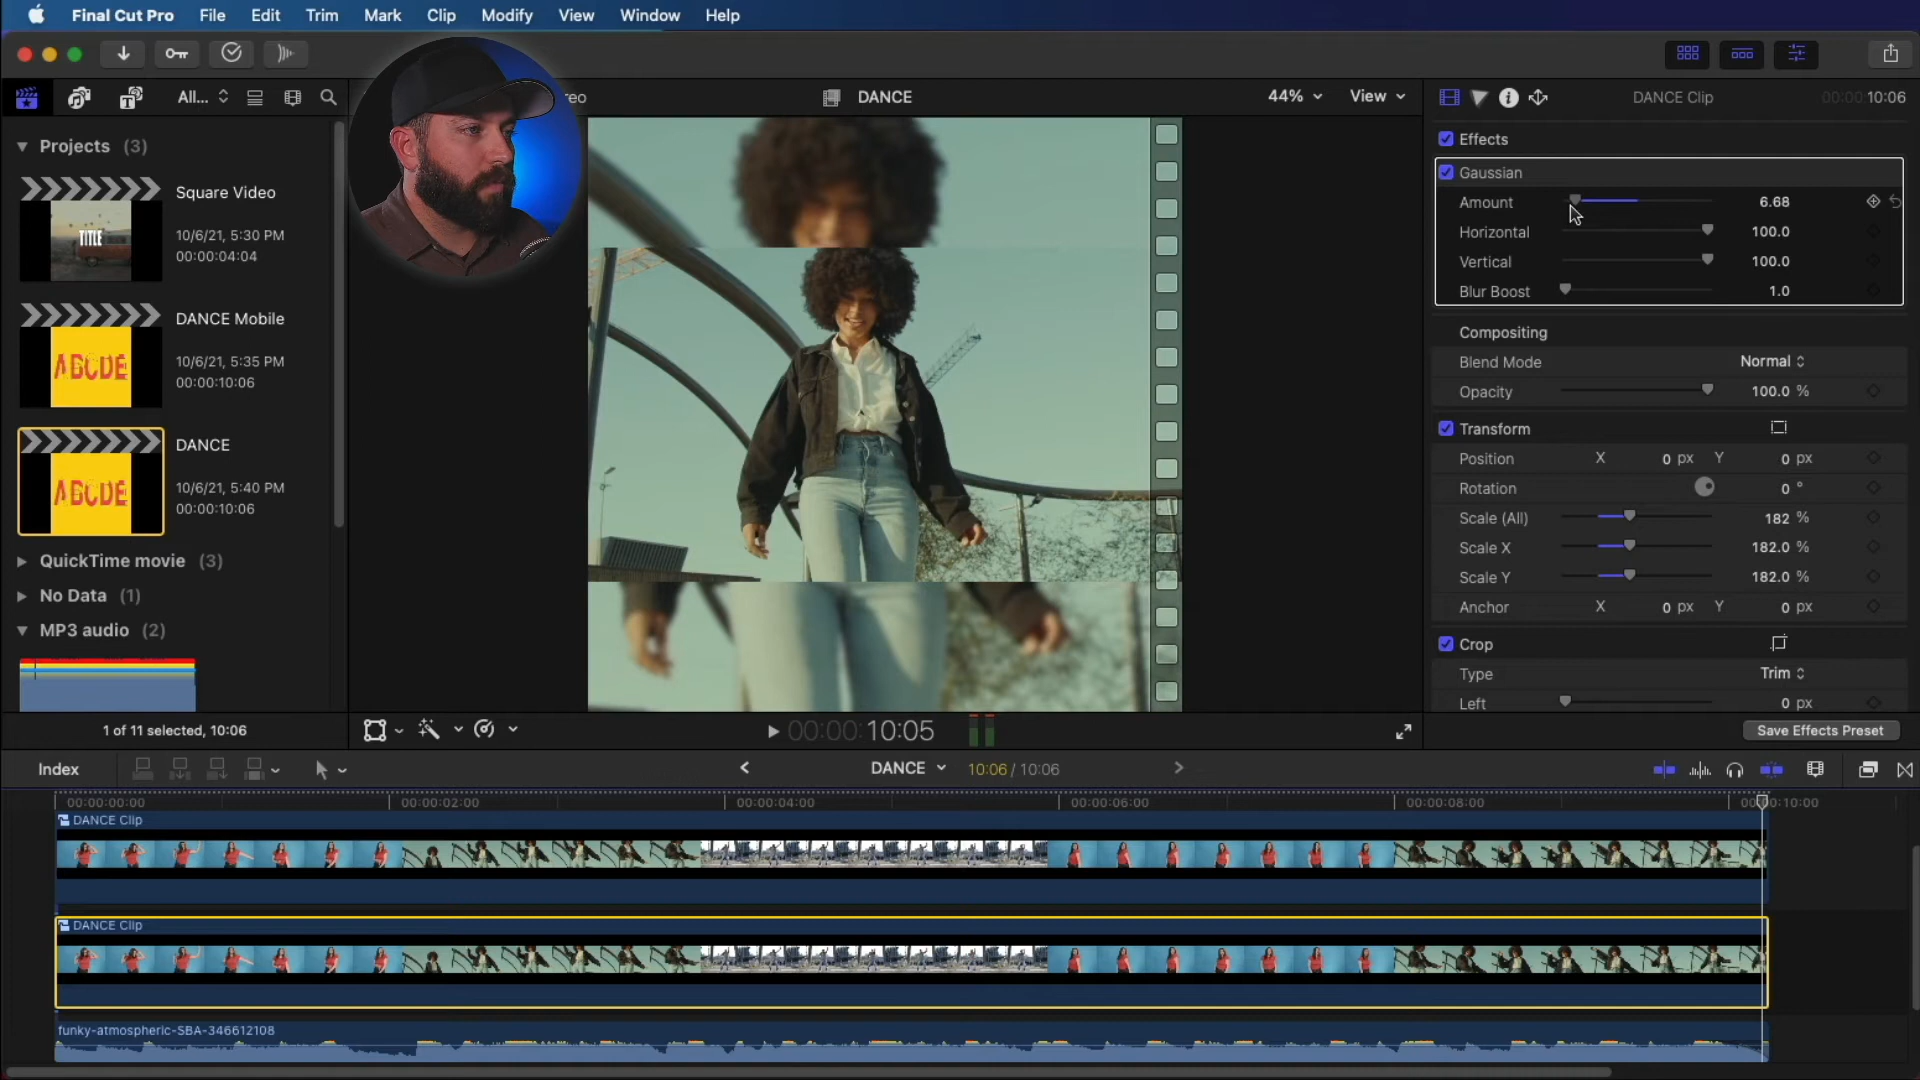 Final Cut Pro File Edit Trim Mark Clip Modify View Window Help
All...
DANCE
44% View
DANCE Clip
00:00:10:06
Projects (3)
Square Video
10/6/21, 5:30 PM
00:00:04:04
TITLE
DANCE Mobile
10/6/21, 5:35 PM
00:00:10:06
ABCDE
DANCE
10/6/21, 5:40 PM
00:00:10:06
ABCDE
QuickTime movie (3)
No Data (1)
MP3 audio (2)
1 of 11 selected, 10:06
Effects
Gaussian
Amount 6.68
Horizontal 100.0
Vertical 100.0
Blur Boost 1.0
Compositing
Blend Mode Normal
Opacity 100.0 %
Transform
Position X 0 px Y 0 px
Rotation 0 °
Scale (All) 182 %
Scale X 182.0 %
Scale Y 182.0 %
Anchor X 0 px Y 0 px
Crop
Type Trim
Left 0 px
Save Effects Preset
00:00:10:05
Index
DANCE
10:06 / 10:06
00:00:00:00 00:00:02:00 00:00:04:00 00:00:06:00 00:00:08:00 00:00:10:00
DANCE Clip
DANCE Clip
funky-atmospheric-SBA-346612108